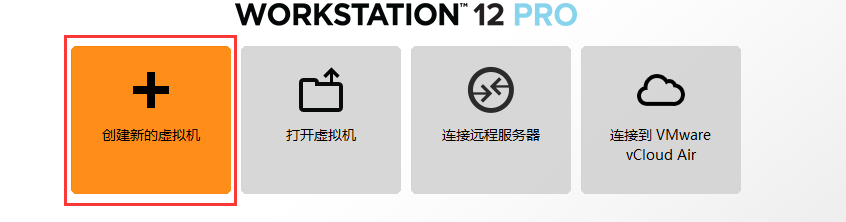 WORKSTATION™ 12 PRO
创建新的虚拟机
打开虚拟机
连接远程服务器
连接到 VMware
vCloud Air